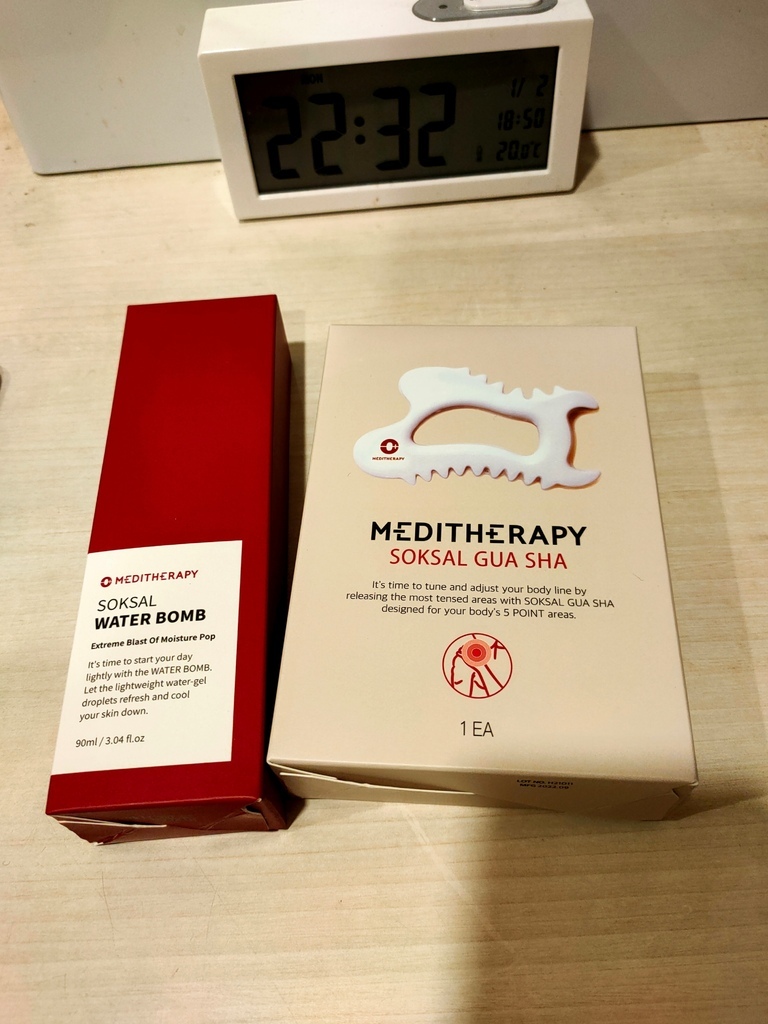 MON
22:32
1/ 2
18:50
20.0°C
MEDITHERAPY
SOKSAL
WATER BOMB
Extreme Blast Of Moisture Pop
It's time to start your day
lightly with the WATER BOMB.
Let the lightweight water-gel
droplets refresh and cool
your skin down.
90ml / 3.04 fl.oz
MEDITHERAPY
MEDITHERAPY
SOKSAL GUA SHA
It's time to tune and adjust your body line by
releasing the most tensed areas with SOKSAL GUA SHA
designed for your body's 5 POINT areas.
1 EA
LOT NO.